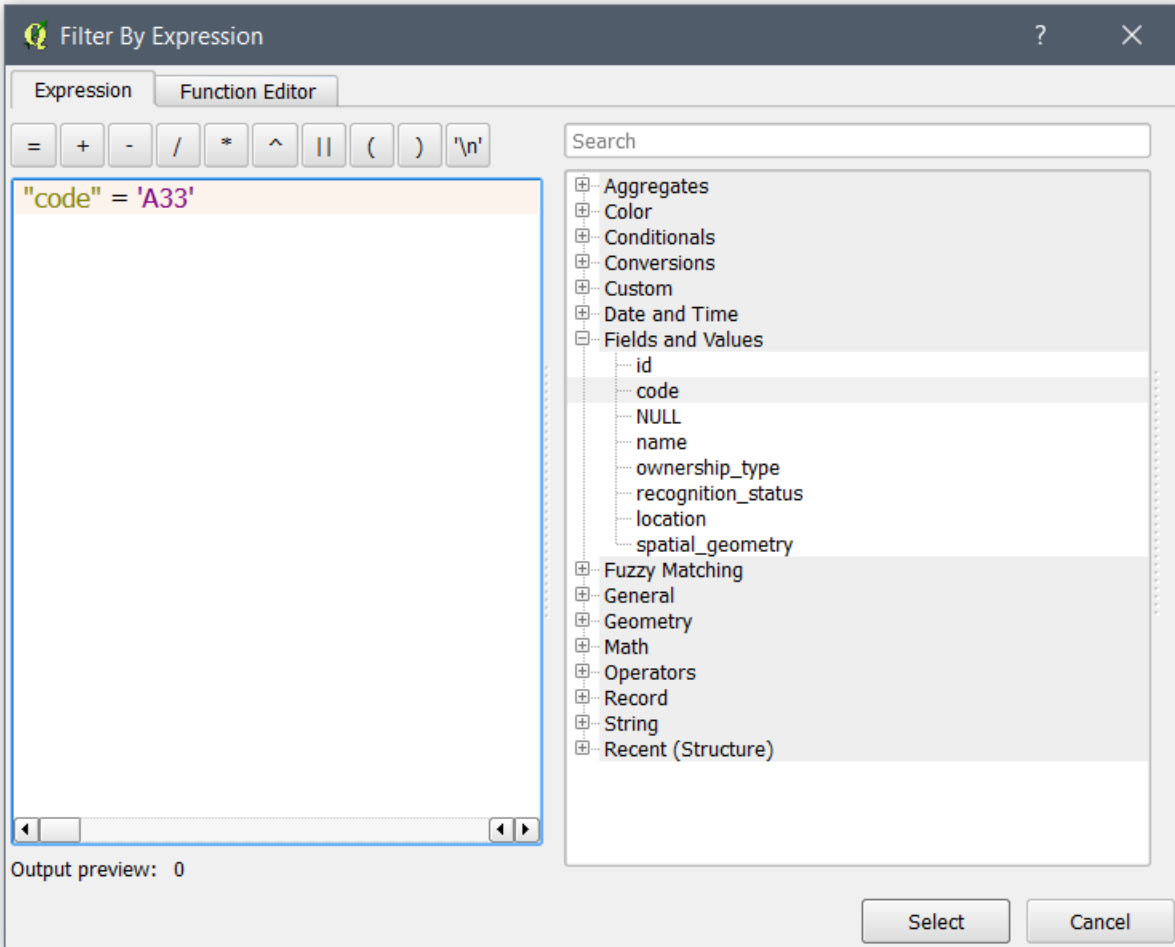 Filter By Expression ?
Expression Function Editor
= + - / * ^ || ( ) '\n'
"code" = 'A33'
Output preview: 0
Search
Aggregates
Color
Conditionals
Conversions
Custom
Date and Time
Fields and Values
id
code
NULL
name
ownership_type
recognition_status
location
spatial_geometry
Fuzzy Matching
General
Geometry
Math
Operators
Record
String
Recent (Structure)
Select Cancel